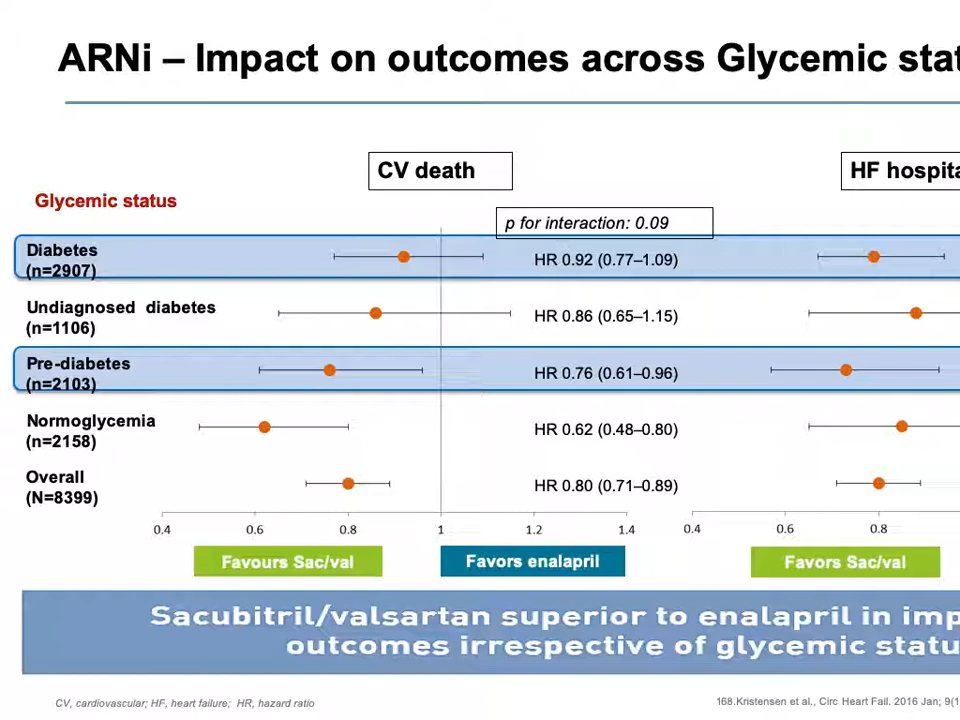 ARNi – Impact on outcomes across Glycemic stat
CV death
HF hospita
Glycemic status
p for interaction: 0.09
Diabetes
(n=2907)
HR 0.92 (0.77–1.09)
Undiagnosed diabetes
(n=1106)
HR 0.86 (0.65–1.15)
Pre-diabetes
(n=2103)
HR 0.76 (0.61–0.96)
Normoglycemia
(n=2158)
HR 0.62 (0.48–0.80)
Overall
(N=8399)
HR 0.80 (0.71–0.89)
0.4 0.6 0.8 1 1.2 1.4 0.4 0.6 0.8
Favours Sac/val
Favors enalapril
Favors Sac/val
Sacubitril/valsartan superior to enalapril in imp
outcomes irrespective of glycemic statu
CV, cardiovascular; HF, heart failure; HR, hazard ratio
168.Kristensen et al., Circ Heart Fail. 2016 Jan; 9(1